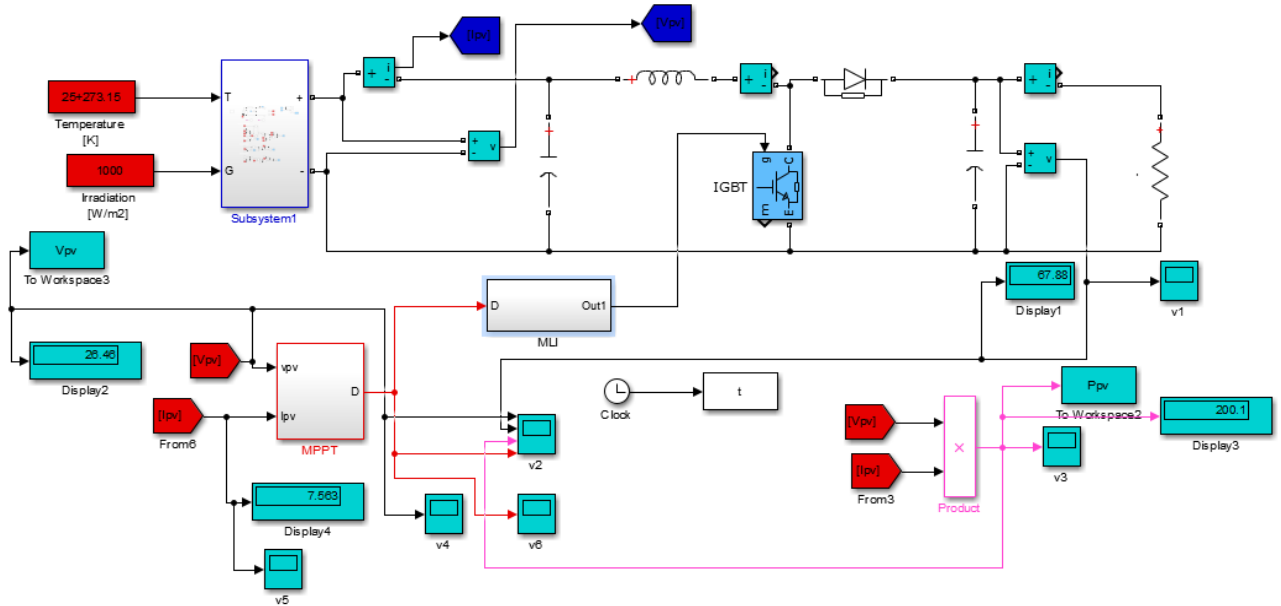 [Ipv]
[Vpv]
i
+
-
i
+
-
i
+
-
25+273.15
T
+
Temperature
[K]
+
-
v
1000
G
-
Irradiation
[W/m2]
Subsystem1
g
C
IGBT
m
E
+
-
v
Vpv
To Workspace3
D
Out1
MLI
67.88
Display1
v1
26.46
Display2
[Vpv]
vpv
D
Ipv
MPPT
[Ipv]
From6
Clock
t
v2
Ppv
To Workspace2
[Vpv]
×
200.1
Display3
[Ipv]
From3
v3
Product
7.563
Display4
v4
v6
v5